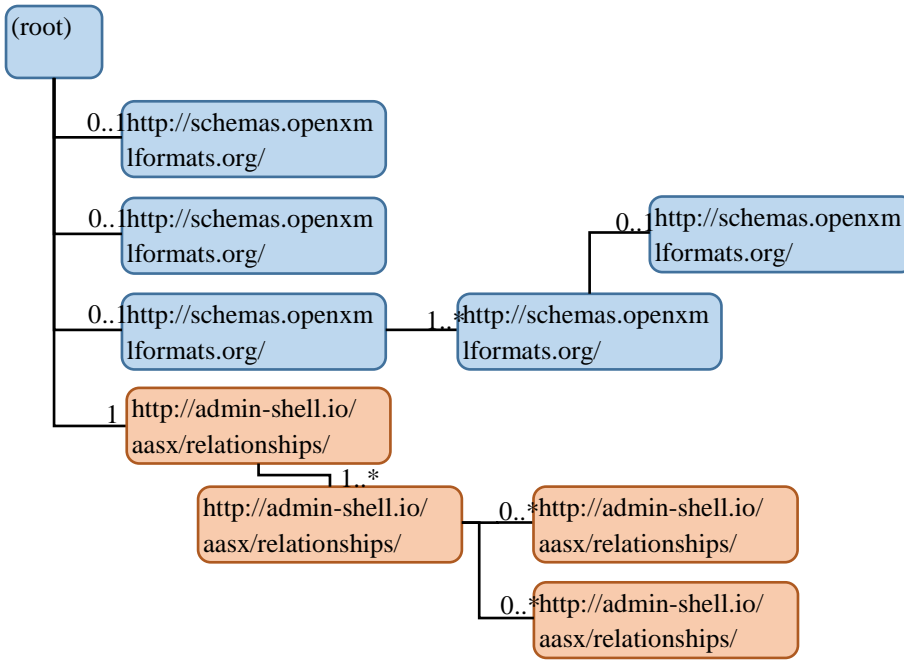 (root)
0..1
http://schemas.openxm
lformats.org/
0..1
http://schemas.openxm
lformats.org/
0..1
http://schemas.openxm
lformats.org/
0..1
http://schemas.openxm
lformats.org/
1..*
http://schemas.openxm
lformats.org/
1
http://admin-shell.io/
aasx/relationships/
1..*
http://admin-shell.io/
aasx/relationships/
0..*
http://admin-shell.io/
aasx/relationships/
0..*
http://admin-shell.io/
aasx/relationships/